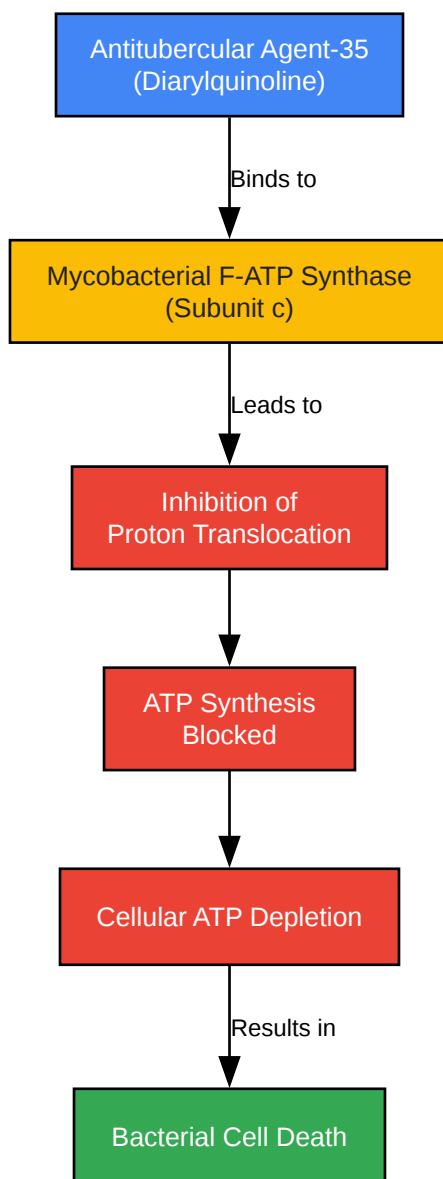 Antitubercular Agent-35
(Diarylquinoline)
Binds to
Mycobacterial F-ATP Synthase
(Subunit c)
Leads to
Inhibition of
Proton Translocation
ATP Synthesis
Blocked
Cellular ATP Depletion
Results in
Bacterial Cell Death